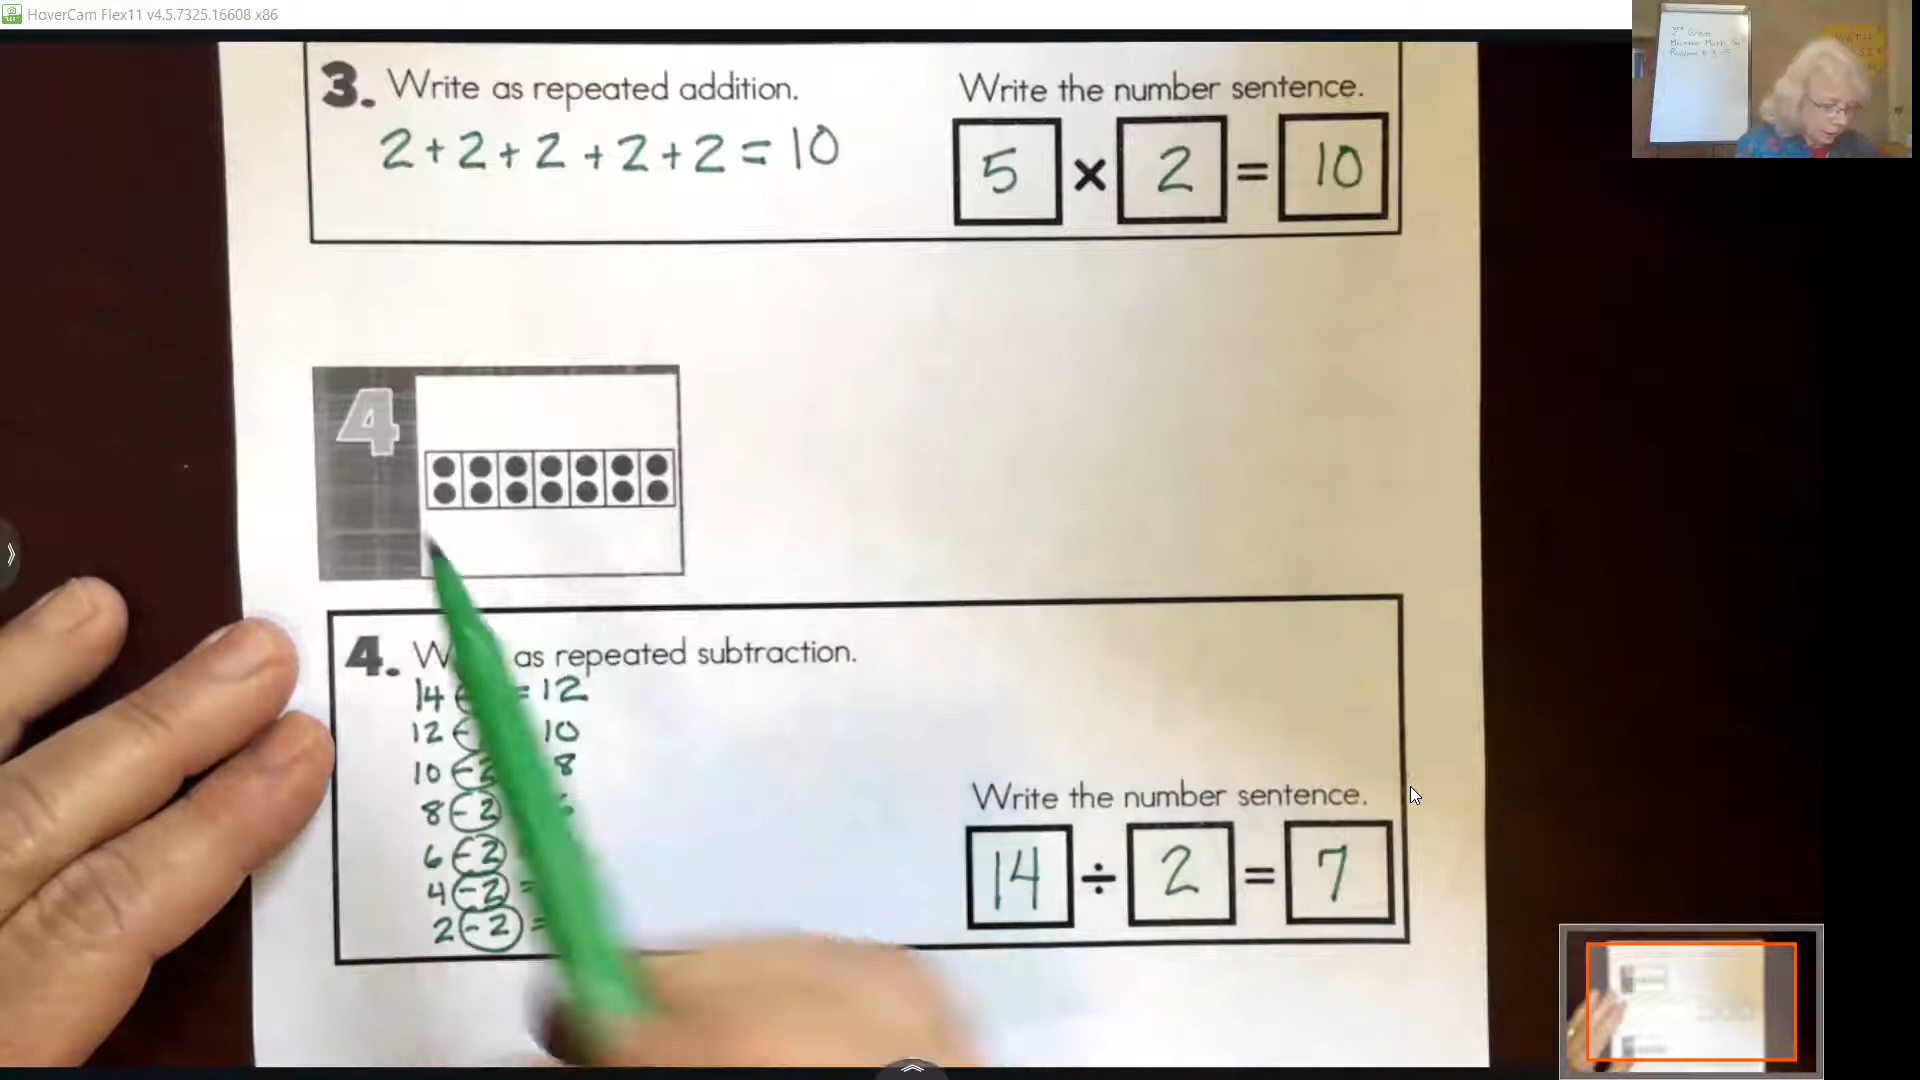 HoverCam Flex11 v4.5.7325.16608 x86
3. Write as repeated addition.
2+2+2+2+2=10
Write the number sentence.
5 × 2 = 10
4
4. as repeated subtraction.
14 = 12
12 - 10
10 -2 8
8 -2
6 -2
4 -2 =
2 -2 =
Write the number sentence.
14 ÷ 2 = 7
3rd Grade